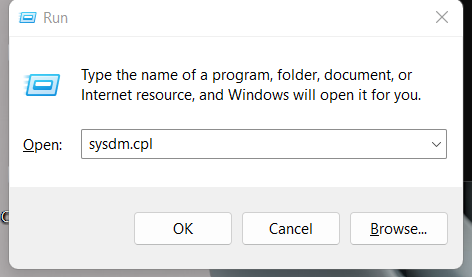 Run
Type the name of a program, folder, document, or
Internet resource, and Windows will open it for you.
Open: sysdm.cpl
OK Cancel Browse...